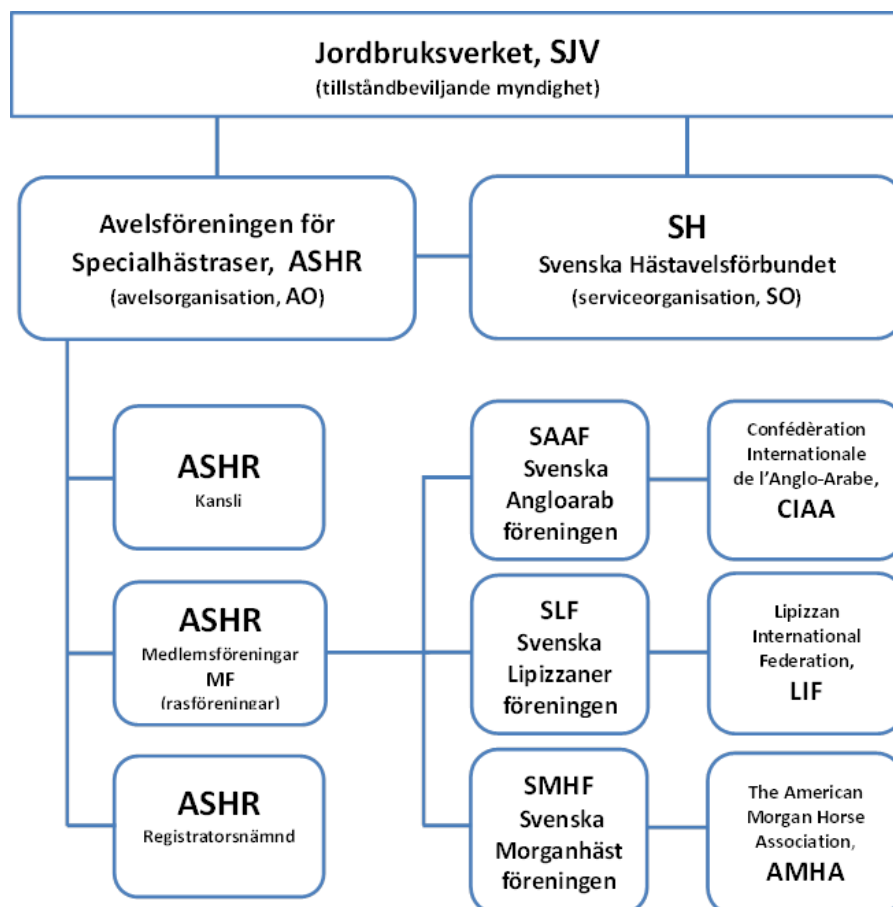 Jordbruksverket, SJV
(tillståndbeviljande myndighet)
Avelsföreningen för
Specialhästraser, ASHR
(avelsorganisation, AO)
SH
Svenska Hästavelsförbundet
(serviceorganisation, SO)
ASHR
Kansli
SAAF
Svenska
Angloarab
föreningen
Confédèration
Internationale
de l'Anglo-Arabe,
CIAA
ASHR
Medlemsföreningar
MF
(rasföreningar)
SLF
Svenska
Lipizzaner
föreningen
Lipizzan
International
Federation,
LIF
ASHR
Registratorsnämnd
SMHF
Svenska
Morganhäst
föreningen
The American
Morgan Horse
Association,
AMHA